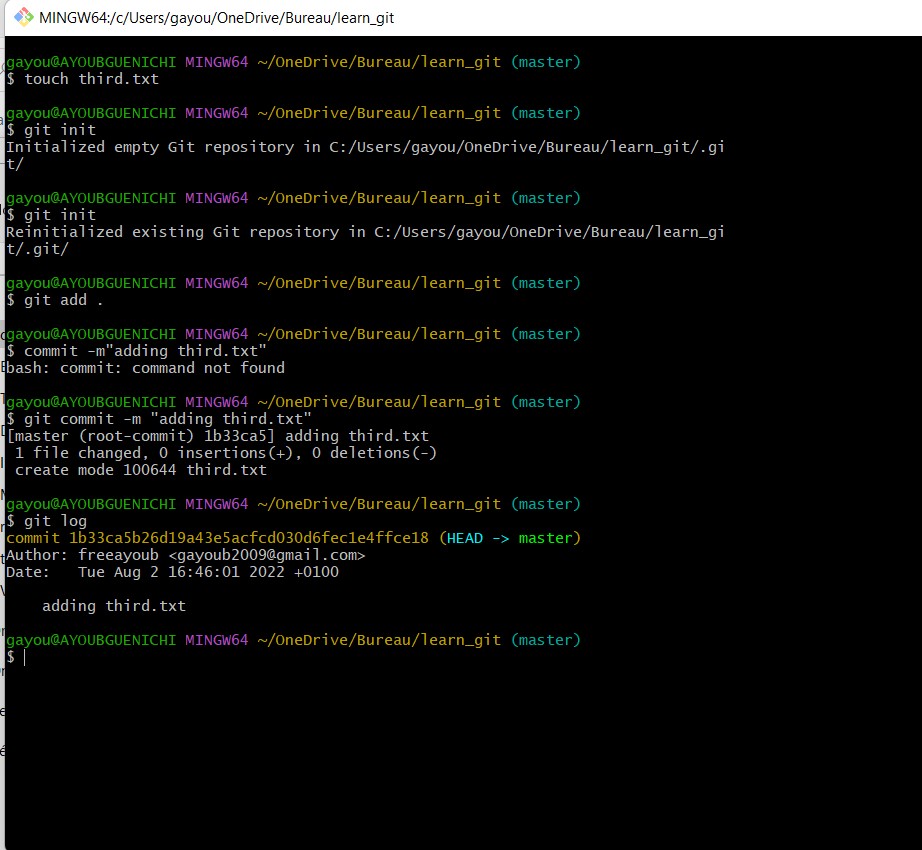 MINGW64:/c/Users/gayou/OneDrive/Bureau/learn_git
gayou@AYOUBGUENICHI MINGW64 ~/OneDrive/Bureau/learn_git (master)
$ touch third.txt
gayou@AYOUBGUENICHI MINGW64 ~/OneDrive/Bureau/learn_git (master)
$ git init
Initialized empty Git repository in C:/Users/gayou/OneDrive/Bureau/learn_git/.gi
t/
gayou@AYOUBGUENICHI MINGW64 ~/OneDrive/Bureau/learn_git (master)
$ git init
Reinitialized existing Git repository in C:/Users/gayou/OneDrive/Bureau/learn_gi
t/.git/
gayou@AYOUBGUENICHI MINGW64 ~/OneDrive/Bureau/learn_git (master)
$ git add .
gayou@AYOUBGUENICHI MINGW64 ~/OneDrive/Bureau/learn_git (master)
$ commit -m"adding third.txt"
bash: commit: command not found
gayou@AYOUBGUENICHI MINGW64 ~/OneDrive/Bureau/learn_git (master)
$ git commit -m "adding third.txt"
[master (root-commit) 1b33ca5] adding third.txt
 1 file changed, 0 insertions(+), 0 deletions(-)
 create mode 100644 third.txt
gayou@AYOUBGUENICHI MINGW64 ~/OneDrive/Bureau/learn_git (master)
$ git log
commit 1b33ca5b26d19a43e5acfcd030d6fec1e4ffce18 (HEAD -> master)
Author: freeayoub <gayoub2009@gmail.com>
Date:   Tue Aug 2 16:46:01 2022 +0100
    adding third.txt
gayou@AYOUBGUENICHI MINGW64 ~/OneDrive/Bureau/learn_git (master)
$